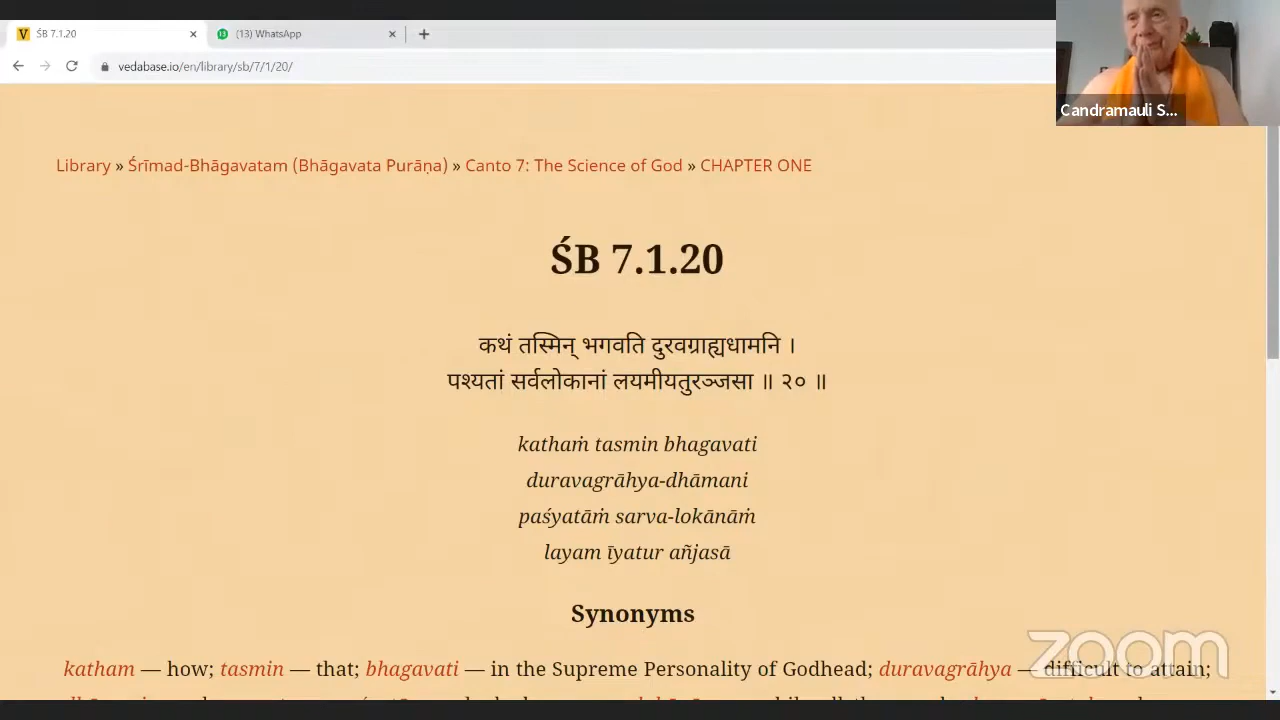 ŚB 7.1.20
(13) WhatsApp
vedabase.io/en/library/sb/7/1/20/
Candramauli S...
Library » Śrīmad-Bhāgavatam (Bhāgavata Purāṇa) » Canto 7: The Science of God » CHAPTER ONE
ŚB 7.1.20
कथं तस्मिन् भगवति दुरवग्राह्यधामनि ।
पश्यतां सर्वलोकानां लयमीयतुरञ्जसा ॥ २० ॥
kathaṁ tasmin bhagavati
duravagrāhya-dhāmani
paśyatāṁ sarva-lokānāṁ
layam īyatur añjasā
Synonyms
katham — how; tasmin — that; bhagavati — in the Supreme Personality of Godhead; duravagrāhya — difficult to attain;
zoom